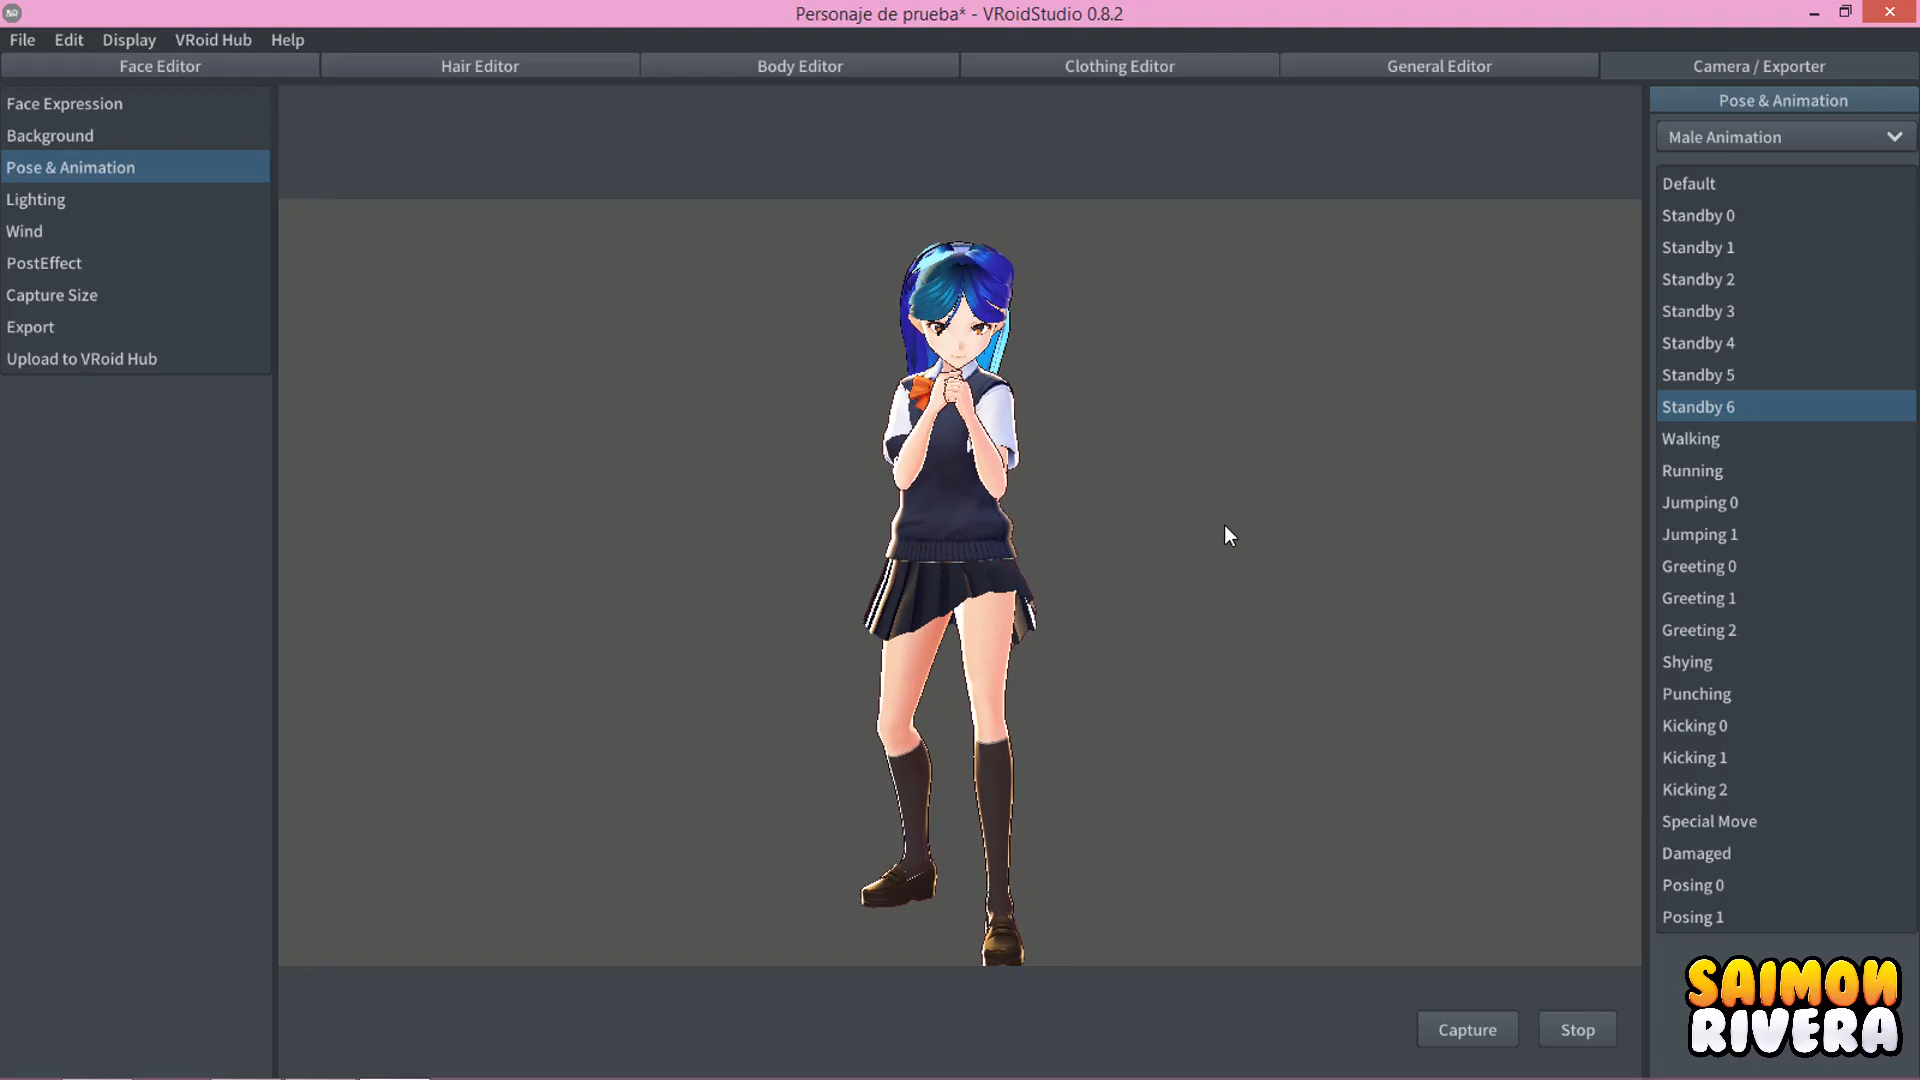 Personaje de prueba* - VRoidStudio 0.8.2
File Edit Display VRoid Hub Help
Face Editor Hair Editor Body Editor Clothing Editor General Editor Camera / Exporter
Face Expression
Background
Pose & Animation
Lighting
Wind
PostEffect
Capture Size
Export
Upload to VRoid Hub
Pose & Animation
Male Animation
Default
Standby 0
Standby 1
Standby 2
Standby 3
Standby 4
Standby 5
Standby 6
Walking
Running
Jumping 0
Jumping 1
Greeting 0
Greeting 1
Greeting 2
Shying
Punching
Kicking 0
Kicking 1
Kicking 2
Special Move
Damaged
Posing 0
Posing 1
Capture Stop
SAIMON
RIVERA